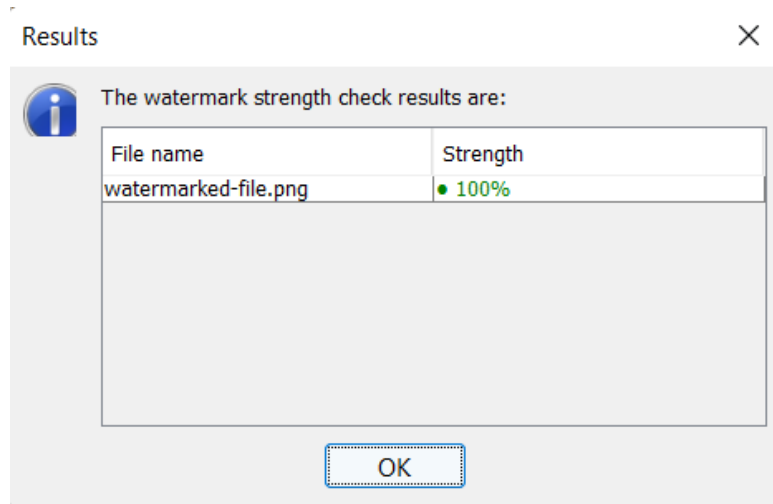 Results
The watermark strength check results are:
File name Strength
watermarked-file.png ● 100%
OK